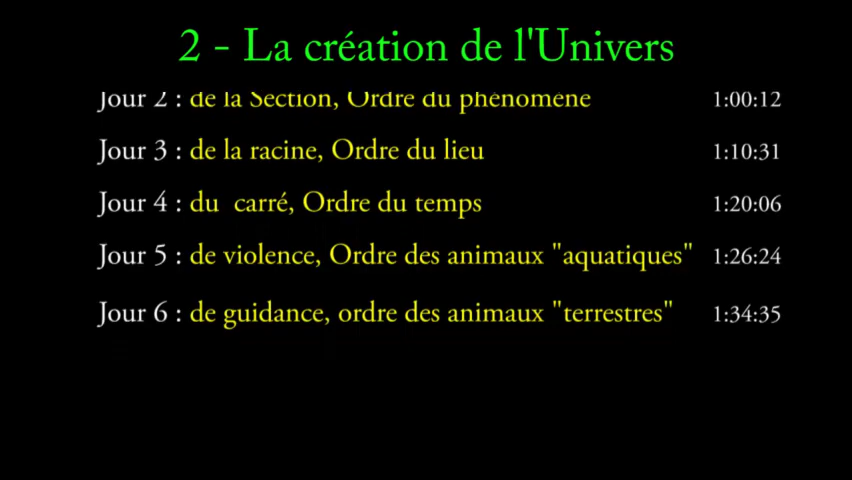 2 - La création de l'Univers
Jour 2 : de la Section, Ordre du phénomène 1:00:12
Jour 3 : de la racine, Ordre du lieu 1:10:31
Jour 4 : du  carré, Ordre du temps 1:20:06
Jour 5 : de violence, Ordre des animaux "aquatiques" 1:26:24
Jour 6 : de guidance, ordre des animaux "terrestres" 1:34:35